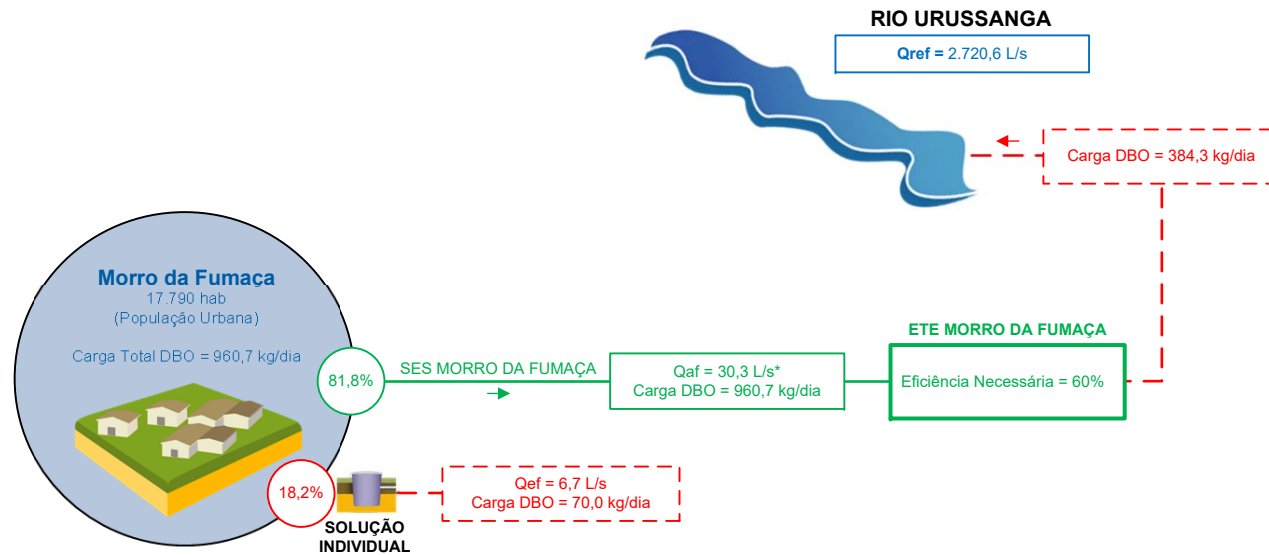 RIO URUSSANGA
Qref = 2.720,6 L/s
Carga DBO = 384,3 kg/dia
Morro da Fumaça
17.790 hab
(População Urbana)
Carga Total DBO = 960,7 kg/dia
81,8%
SES MORRO DA FUMAÇA
Qaf = 30,3 L/s*
Carga DBO = 960,7 kg/dia
ETE MORRO DA FUMAÇA
Eficiência Necessária = 60%
18,2%
SOLUÇÃO
INDIVIDUAL
Qef = 6,7 L/s
Carga DBO = 70,0 kg/dia